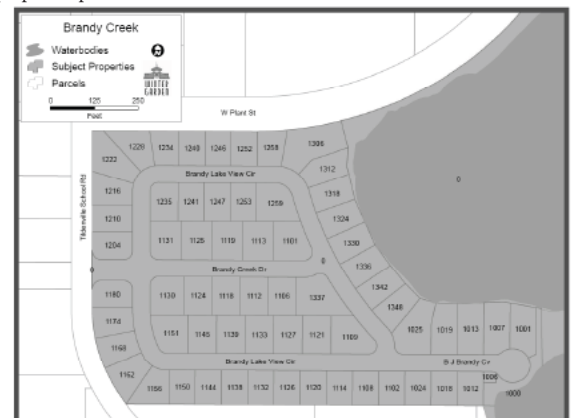 Brandy Creek
Waterbodies
Subject Properties
Parcels
WINTER GARDEN
0 125 250
Feet
W Plant St
Tildenville School Rd
1222 1228 1234 1240 1246 1252 1258 1306
Brandy Lake View Cir
1312
1216 1235 1241 1247 1253 1259 1318
1210 1324
1204 1131 1125 1119 1113 1101 1330
0 Brandy Creek Dr 0 1336
0
1180 1130 1124 1118 1112 1106 1337 1342
1348
1174 1151 1145 1139 1133 1127 1121 1109 1025 1019 1013 1007 1001
1168
Brandy Lake View Cir
B J Brandy Cv
1162
1156 1150 1144 1138 1132 1126 1120 1114 1108 1102 1024 1018 1012 1006 1000